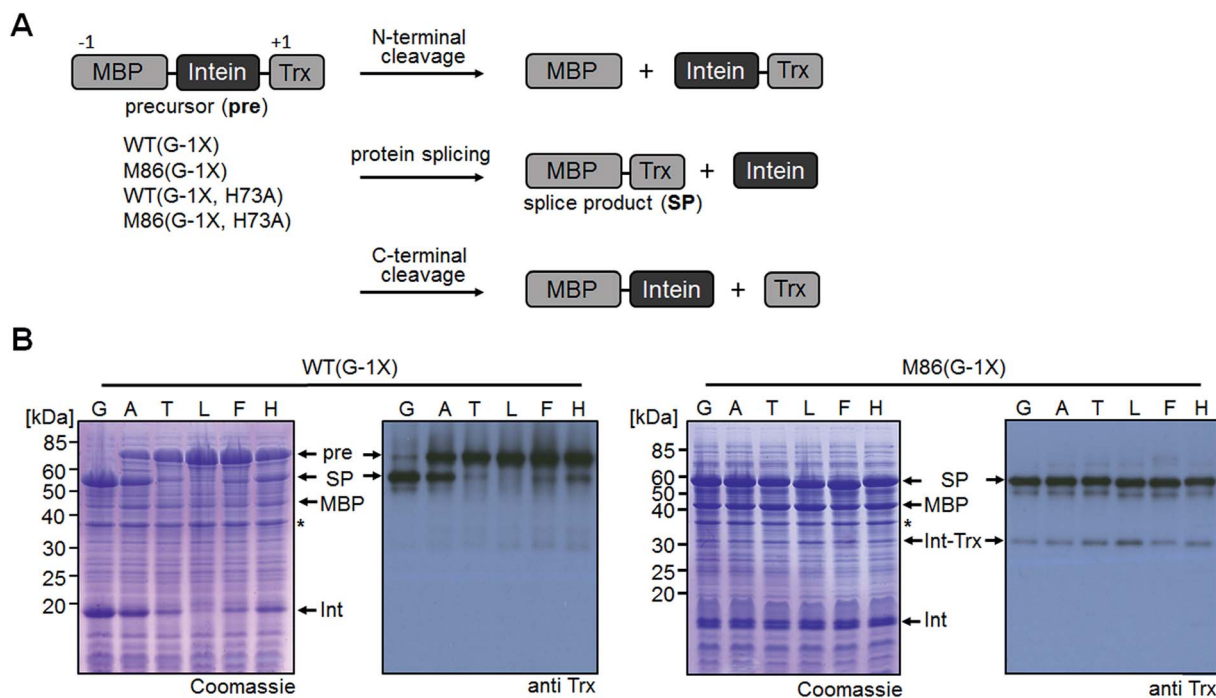 A
-1 +1
MBP Intein Trx
precursor (pre)
WT(G-1X)
M86(G-1X)
WT(G-1X, H73A)
M86(G-1X, H73A)
N-terminal
cleavage
MBP + Intein Trx
protein splicing
MBP Trx + Intein
splice product (SP)
C-terminal
cleavage
MBP Intein + Trx
B
WT(G-1X)
[kDa] G A T L F H
85
60
50
40
30
25
20
pre
SP
MBP
*
Int
Coomassie
G A T L F H
anti Trx
M86(G-1X)
[kDa] G A T L F H
85
60
50
40
30
25
20
SP
MBP
*
Int-Trx
Int
Coomassie
G A T L F H
anti Trx